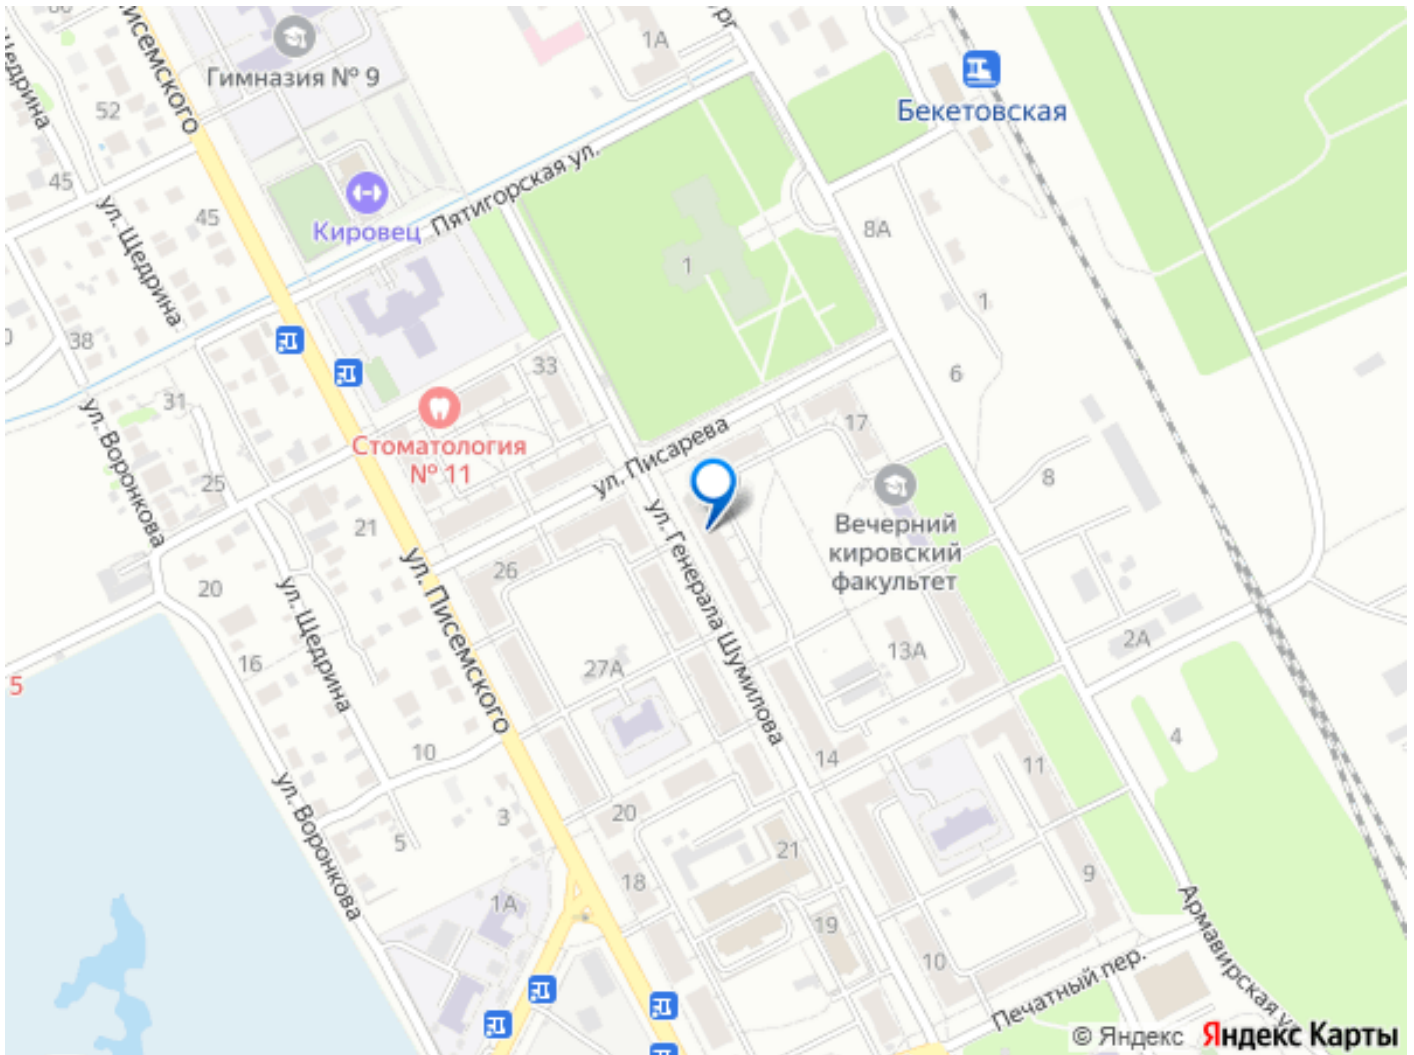 1А
Гимназия № 9
Писемского
Щедрина
52
Бекетовская
45
Пятигорская ул.
ул. Щедрина
45
Кировец
8А
1
1
38
33
6
31
Стоматология
№ 11
ул. Писарева
17
ул. Воронкова
25
8
21
ул. Генерала Шумилова
Вечерний
кировский
факультет
ул. Писемского
26
20
ул. Щедрина
16
27А
13А
2А
5
10
14
4
11
ул. Воронкова
3
20
5
21
18
9
1А
19
10
Армавирская
Печатный пер.
© Яндекс Яндекс Карты